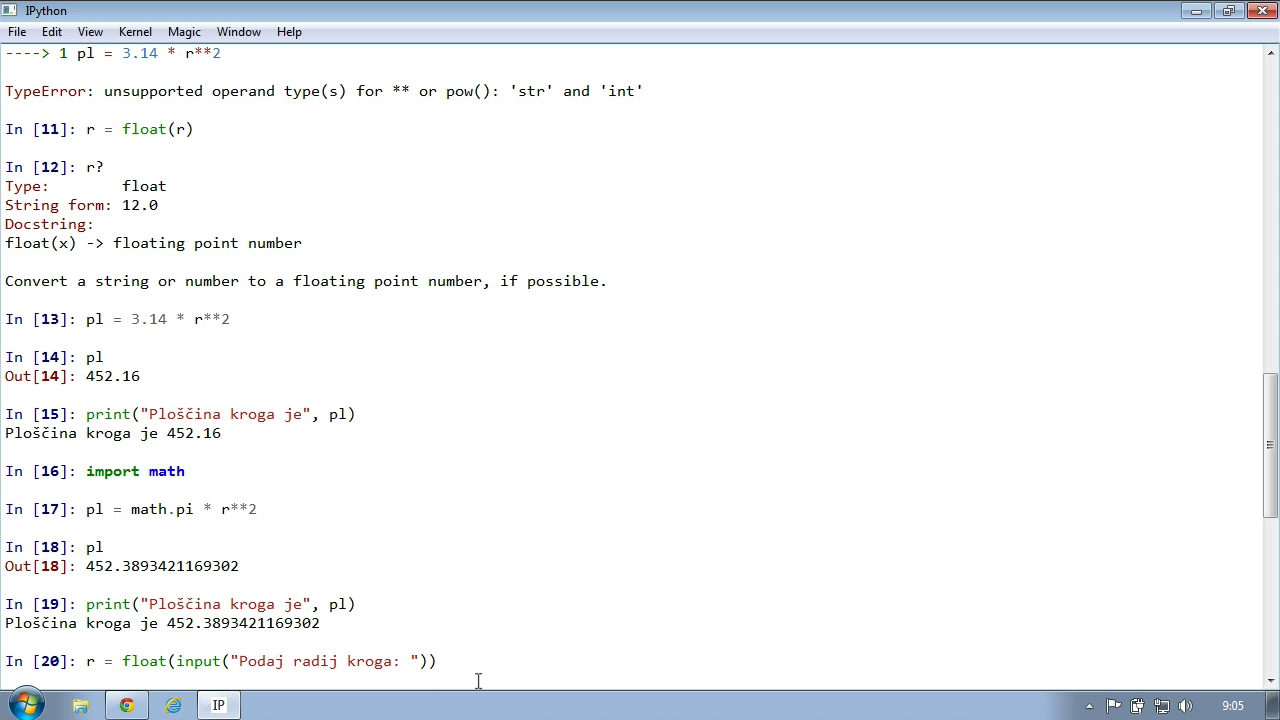 IPython
File Edit View Kernel Magic Window Help
----> 1 pl = 3.14 * r**2
TypeError: unsupported operand type(s) for ** or pow(): 'str' and 'int'
In [11]: r = float(r)
In [12]: r?
Type:        float
String form: 12.0
Docstring:
float(x) -> floating point number
Convert a string or number to a floating point number, if possible.
In [13]: pl = 3.14 * r**2
In [14]: pl
Out[14]: 452.16
In [15]: print("Ploščina kroga je", pl)
Ploščina kroga je 452.16
In [16]: import math
In [17]: pl = math.pi * r**2
In [18]: pl
Out[18]: 452.3893421169302
In [19]: print("Ploščina kroga je", pl)
Ploščina kroga je 452.3893421169302
In [20]: r = float(input("Podaj radij kroga: "))
IP
9:05